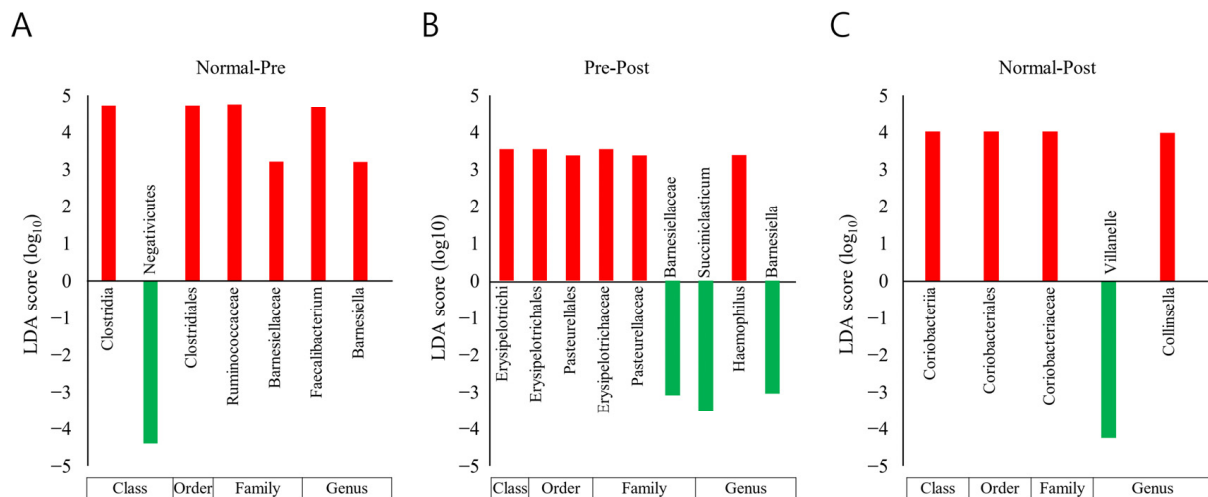 A
Normal-Pre
LDA score (log₁₀)
5
4
3
2
1
0
−1
−2
−3
−4
−5
Clostridia
Negativicutes
Clostridiales
Ruminococcaceae
Barnesiellaceae
Faecalibacterium
Barnesiella
Class
Order
Family
Genus
B
Pre-Post
LDA score (log10)
5
4
3
2
1
0
−1
−2
−3
−4
−5
Erysipelotrichi
Erysipelotrichales
Pasteurellales
Erysipelotrichaceae
Pasteurellaceae
Barnesiellaceae
Succiniclasticum
Haemophilus
Barnesiella
Class
Order
Family
Genus
C
Normal-Post
LDA score (log₁₀)
5
4
3
2
1
0
−1
−2
−3
−4
−5
Coriobacteriia
Coriobacteriales
Coriobacteriaceae
Villanelle
Collinsella
Class
Order
Family
Genus